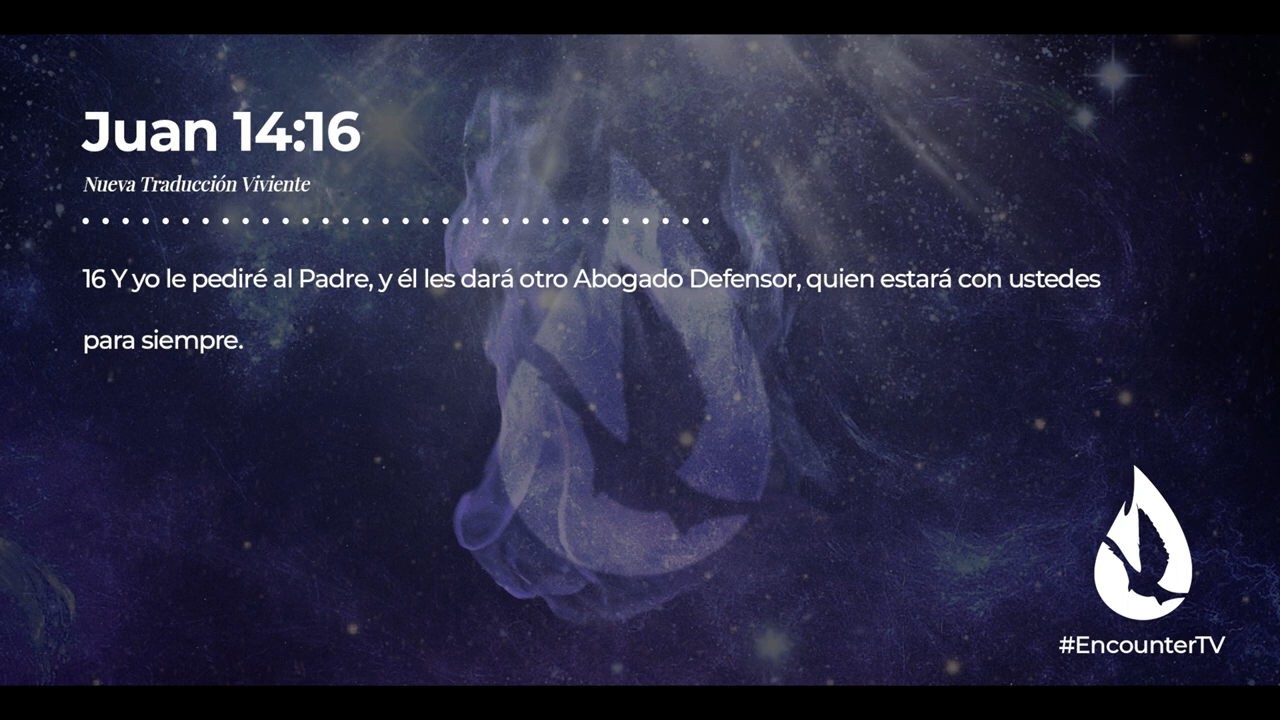 Juan 14:16
Nueva Traducción Viviente
16 Y yo le pediré al Padre, y él les dará otro Abogado Defensor, quien estará con ustedes
para siempre.
#EncounterTV